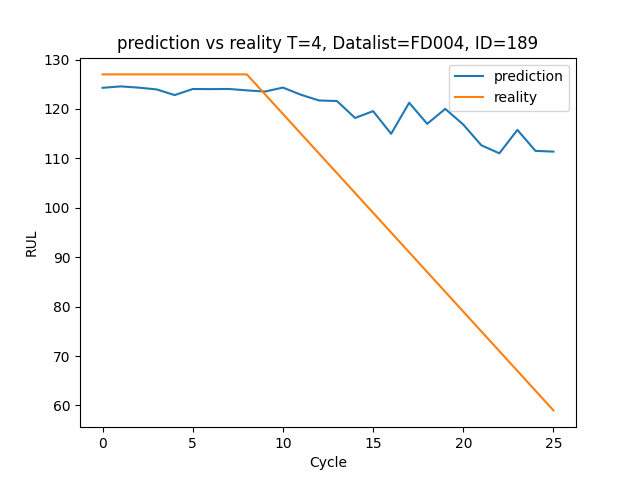 prediction vs reality T=4, Datalist=FD004, ID=189
prediction
reality
130
120
110
100
90
80
70
60
RUL
0 5 10 15 20 25
Cycle